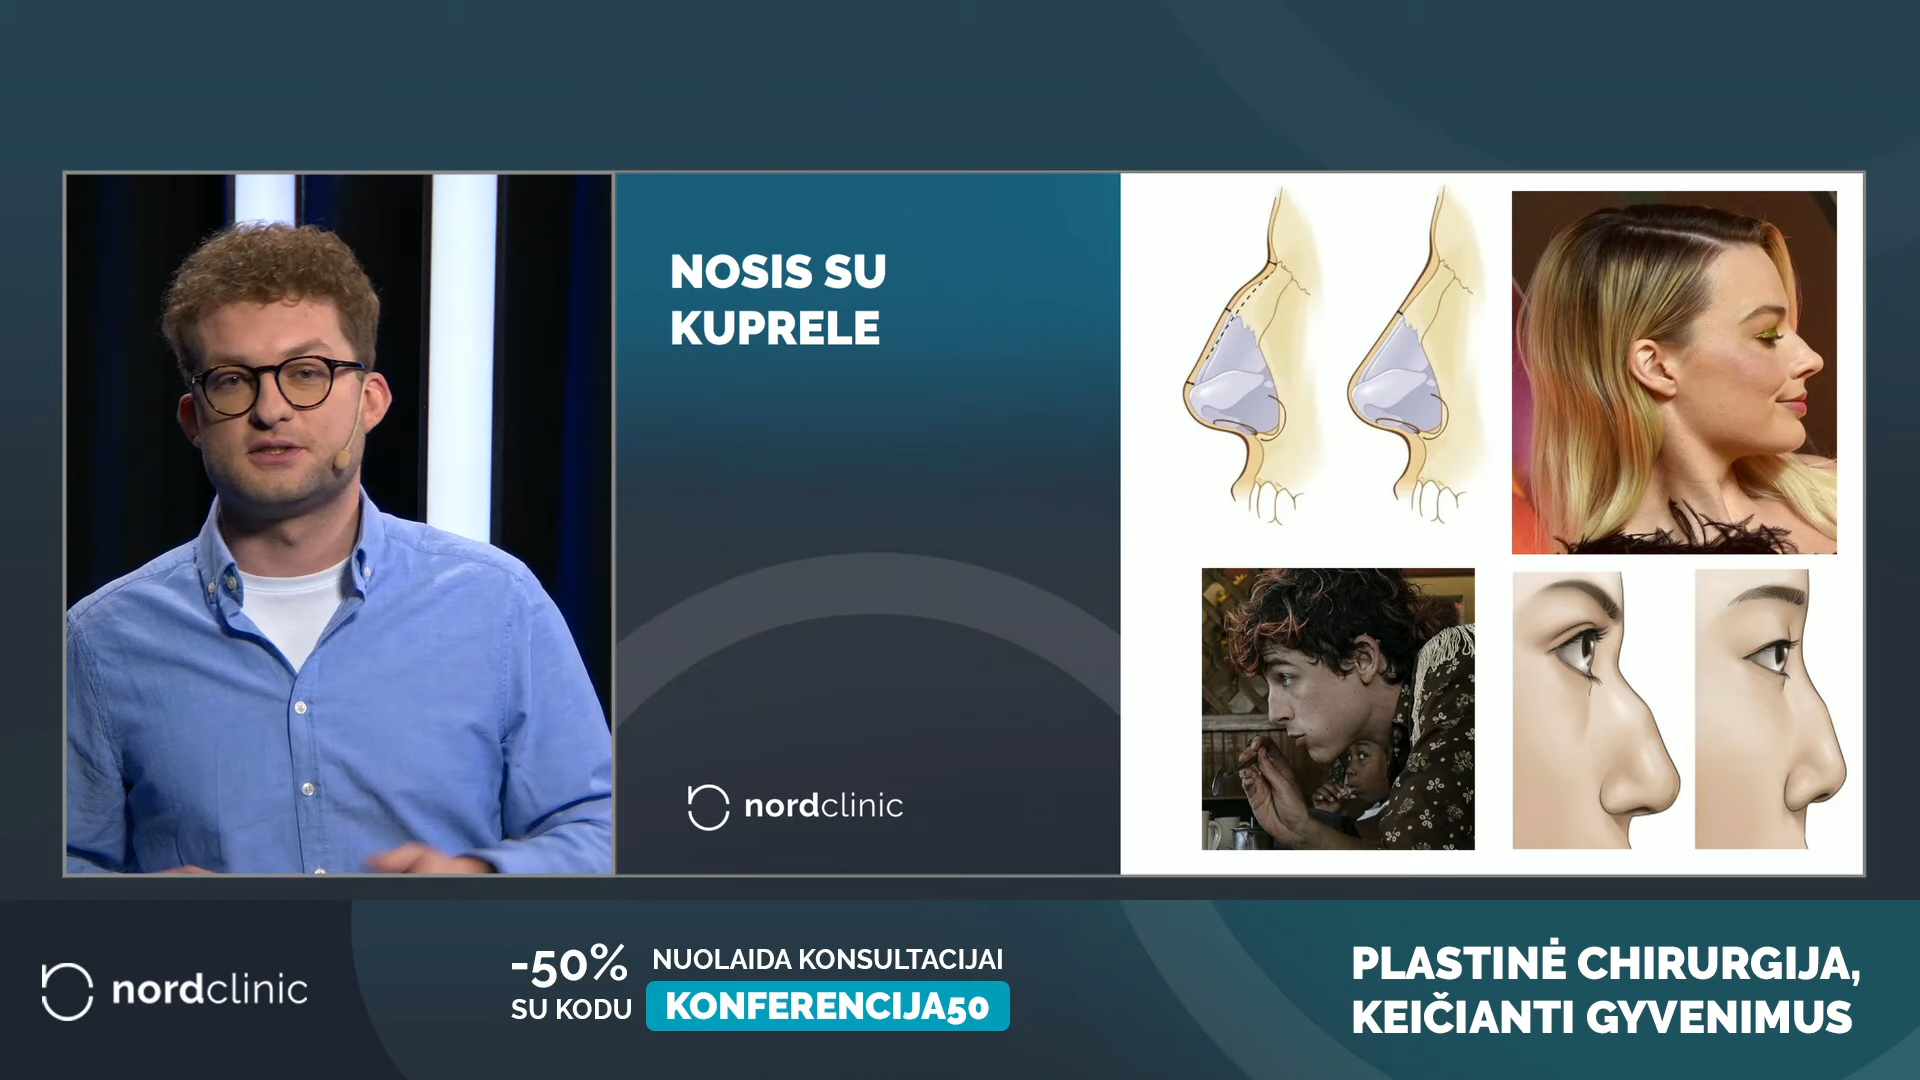 NOSIS SU
KUPRELE
nordclinic
nordclinic
-50% NUOLAIDA KONSULTACIJAI
SU KODU KONFERENCIJA50
PLASTINĖ CHIRURGIJA,
KEIČIANTI GYVENIMUS